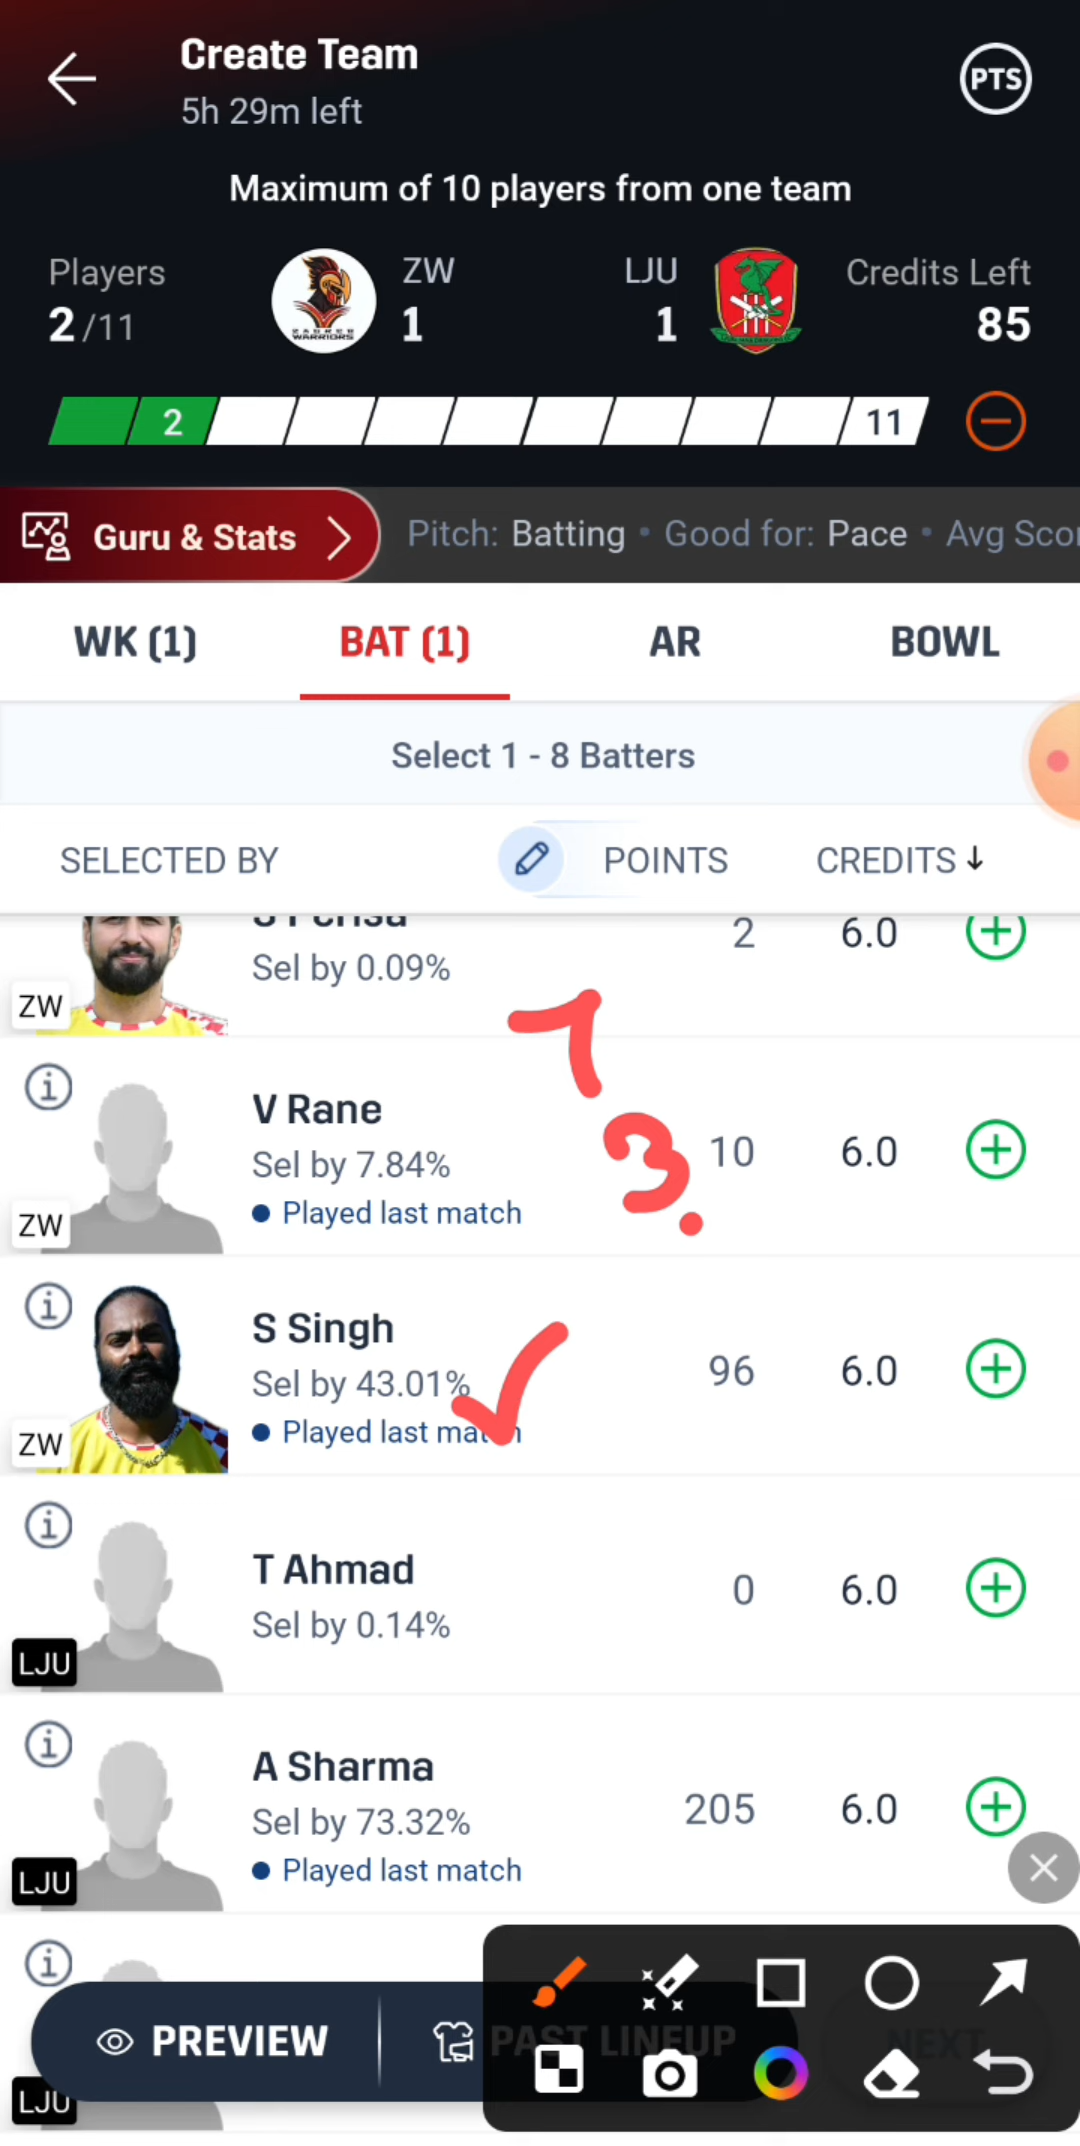 Create Team
5h 29m left
PTS
Maximum of 10 players from one team
Players
2/11
ZW
1
LJU
1
Credits Left
85
ZAGREB
WARRIORS
2
11
Guru & Stats
Pitch: Batting • Good for: Pace • Avg Scor
WK (1)
BAT (1)
AR
BOWL
Select 1 - 8 Batters
SELECTED BY
POINTS
CREDITS ↓
Sel by 0.09%
2
6.0
ZW
V Rane
Sel by 7.84%
Played last match
10
6.0
ZW
3.
S Singh
Sel by 43.01%
Played last match
96
6.0
ZW
T Ahmad
Sel by 0.14%
0
6.0
LJU
A Sharma
Sel by 73.32%
Played last match
205
6.0
LJU
PREVIEW
PAST LINEUP
NEXT
LJU